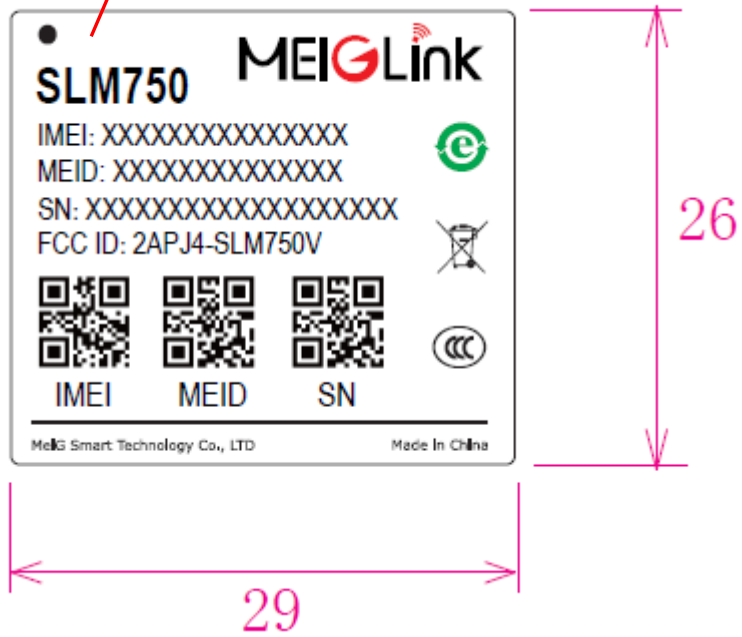 MEIGLink
SLM750
IMEI: XXXXXXXXXXXXXXX
MEID: XXXXXXXXXXXXXX
SN: XXXXXXXXXXXXXXXXXXX
FCC ID: 2APJ4-SLM750V
IMEI MEID SN
MeiG Smart Technology Co., LTD Made In China
26
29